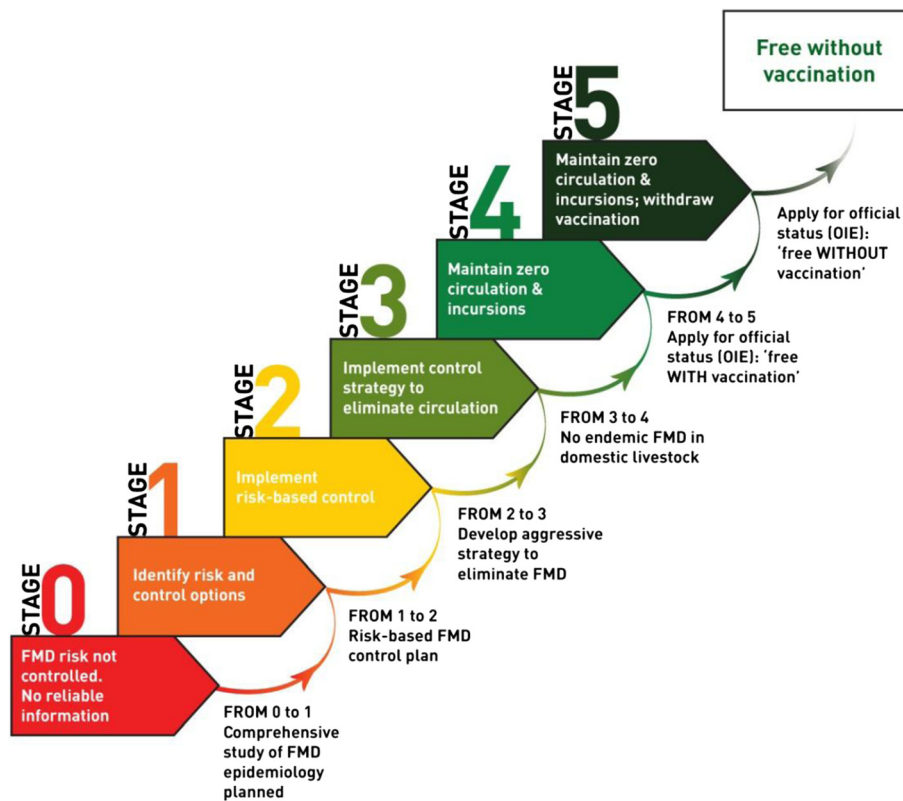 STAGE 0
FMD risk not
controlled.
No reliable
information
FROM 0 to 1
Comprehensive
study of FMD
epidemiology
planned
STAGE 1
Identify risk and
control options
FROM 1 to 2
Risk-based FMD
control plan
STAGE 2
Implement
risk-based control
FROM 2 to 3
Develop aggressive
strategy to
eliminate FMD
STAGE 3
Implement control
strategy to
eliminate circulation
FROM 3 to 4
No endemic FMD in
domestic livestock
STAGE 4
Maintain zero
circulation &
incursions
FROM 4 to 5
Apply for official
status (OIE): ‘free
WITH vaccination’
STAGE 5
Maintain zero
circulation &
incursions; withdraw
vaccination
Apply for official
status (OIE):
‘free WITHOUT
vaccination’
Free without
vaccination